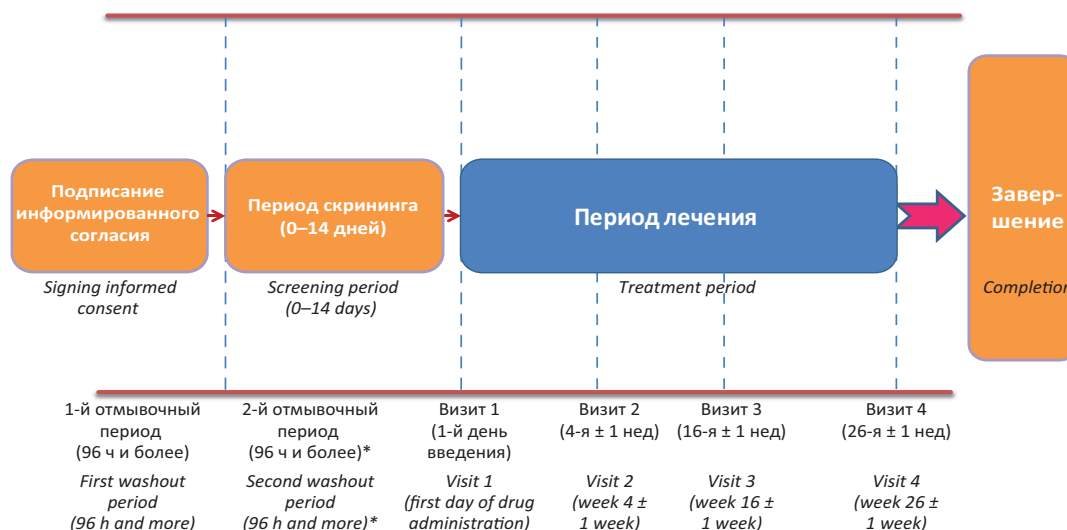 Подписание
информированного
согласия
Signing informed
consent
Период скрининга
(0–14 дней)
Screening period
(0–14 days)
Период лечения
Treatment period
Завер-
шение
Completion
1-й отмывочный
период
(96 ч и более)
First washout
period
(96 h and more)
2-й отмывочный
период
(96 ч и более)*
Second washout
period
(96 h and more)*
Визит 1
(1-й день
введения)
Visit 1
(first day of drug
administration)
Визит 2
(4-я ± 1 нед)
Visit 2
(week 4 ±
1 week)
Визит 3
(16-я ± 1 нед)
Visit 3
(week 16 ±
1 week)
Визит 4
(26-я ± 1 нед)
Visit 4
(week 26 ±
1 week)